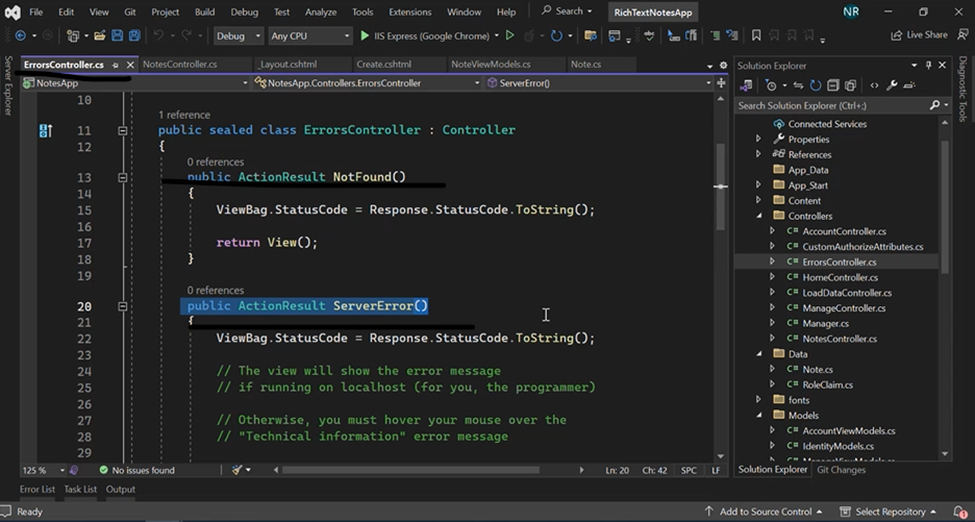 File Edit View Git Project Build Debug Test Analyze Tools Extensions Window Help Search RichTextNotesApp NR
Debug Any CPU IIS Express (Google Chrome) Live Share
ErrorsController.cs NotesController.cs _Layout.cshtml Create.cshtml NoteViewModels.cs Note.cs
NotesApp NotesApp.Controllers.ErrorsController ServerError()
Server Explorer
10
1 reference
11 public sealed class ErrorsController : Controller
12 {
0 references
13 public ActionResult NotFound()
14 {
15 ViewBag.StatusCode = Response.StatusCode.ToString();
16
17 return View();
18 }
19
0 references
20 public ActionResult ServerError()
21 {
22 ViewBag.StatusCode = Response.StatusCode.ToString();
23
24 // The view will show the error message
25 // if running on localhost (for you, the programmer)
26
27 // Otherwise, you must hover your mouse over the
28 // "Technical information" error message
29
125 % No issues found Ln: 20 Ch: 42 SPC LF
Solution Explorer
Search Solution Explorer (Ctrl+;)
Connected Services
Properties
References
App_Data
App_Start
Content
Controllers
C# AccountController.cs
C# CustomAuthorizeAttributes.cs
C# ErrorsController.cs
C# HomeController.cs
C# LoadDataController.cs
C# ManageController.cs
C# Manager.cs
C# NotesController.cs
Data
C# Note.cs
C# RoleClaim.cs
fonts
Models
C# AccountViewModels.cs
C# IdentityModels.cs
Solution Explorer Git Changes
Diagnostic Tools
Error List Task List Output
Ready Add to Source Control Select Repository 1